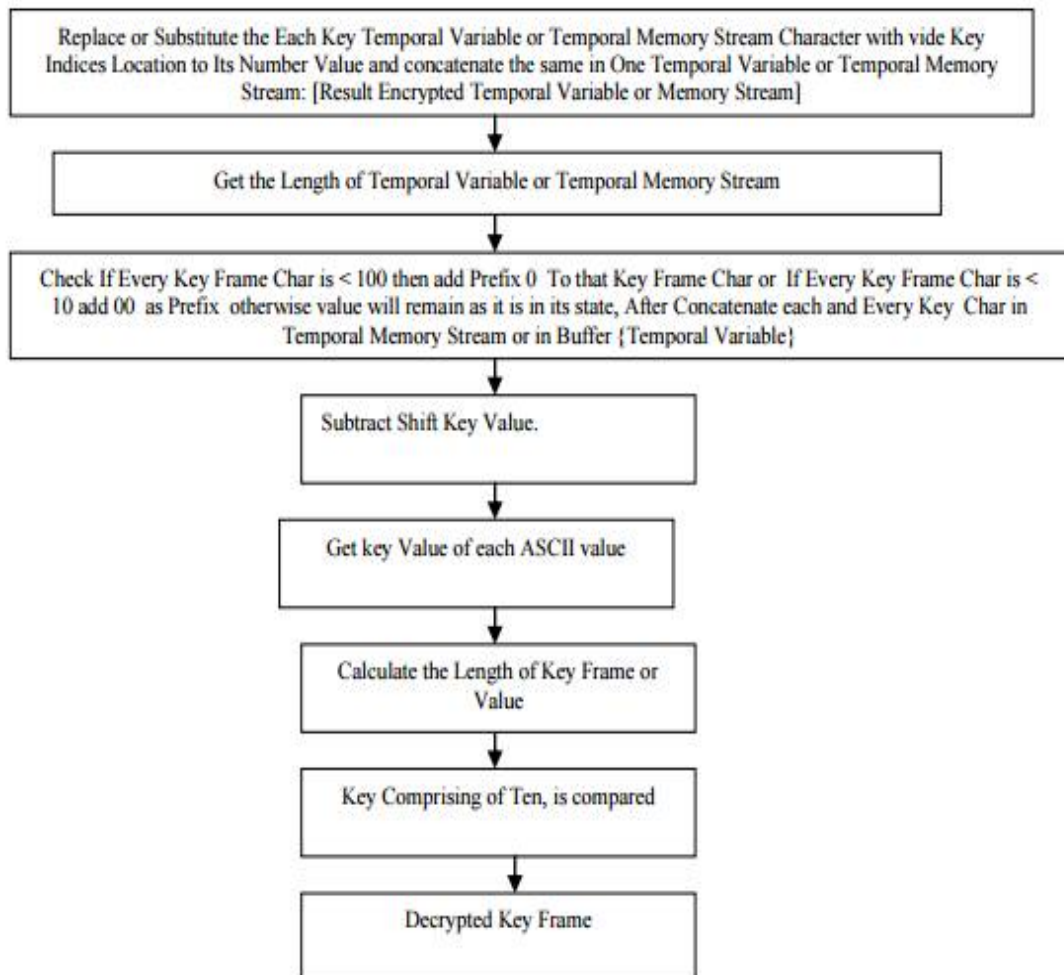 Replace or Substitute the Each Key Temporal Variable or Temporal Memory Stream Character with vide Key
Indices Location to Its Number Value and concatenate the same in One Temporal Variable or Temporal Memory
Stream: [Result Encrypted Temporal Variable or Memory Stream]
Get the Length of Temporal Variable or Temporal Memory Stream
Check If Every Key Frame Char is < 100 then add Prefix 0 To that Key Frame Char or If Every Key Frame Char is <
10 add 00 as Prefix otherwise value will remain as it is in its state, After Concatenate each and Every Key Char in
Temporal Memory Stream or in Buffer {Temporal Variable}
Subtract Shift Key Value.
Get key Value of each ASCII value
Calculate the Length of Key Frame or
Value
Key Comprising of Ten, is compared
Decrypted Key Frame